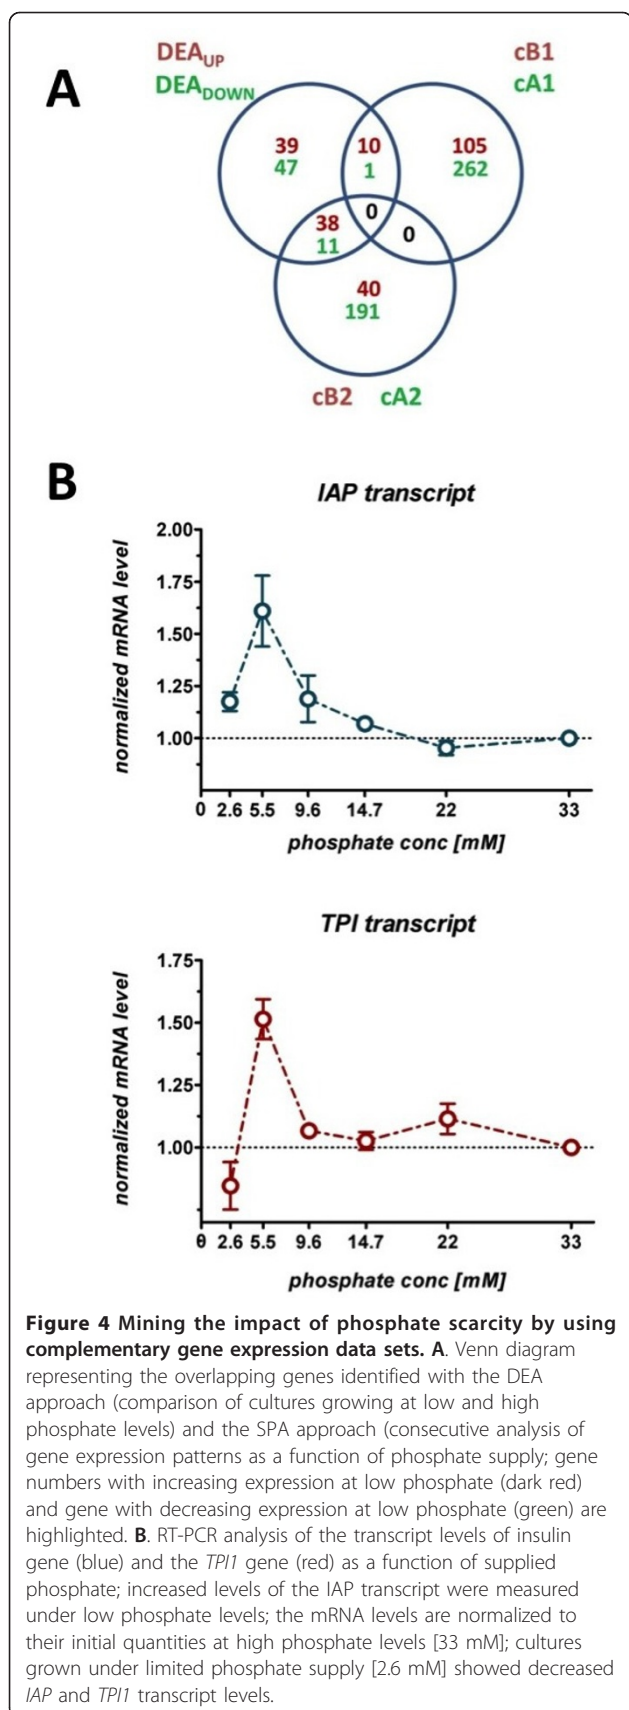 A
DEAUP
cB1
DEADOWN
cA1
39
10
105
47
1
262
0
38
0
11
40
191
cB2 cA2
B
IAP transcript
normalized mRNA level
2.00
1.75
1.50
1.25
1.00
0 2.6 5.5 9.6 14.7 22 33
phosphate conc [mM]
TPI transcript
normalized mRNA level
1.75
1.50
1.25
1.00
0 2.6 5.5 9.6 14.7 22 33
phosphate conc [mM]
Figure 4 Mining the impact of phosphate scarcity by using
complementary gene expression data sets. A. Venn diagram
representing the overlapping genes identified with the DEA
approach (comparison of cultures growing at low and high
phosphate levels) and the SPA approach (consecutive analysis of
gene expression patterns as a function of phosphate supply; gene
numbers with increasing expression at low phosphate (dark red)
and gene with decreasing expression at low phosphate (green) are
highlighted. B. RT-PCR analysis of the transcript levels of insulin
gene (blue) and the TPI1 gene (red) as a function of supplied
phosphate; increased levels of the IAP transcript were measured
under low phosphate levels; the mRNA levels are normalized to
their initial quantities at high phosphate levels [33 mM]; cultures
grown under limited phosphate supply [2.6 mM] showed decreased
IAP and TPI1 transcript levels.